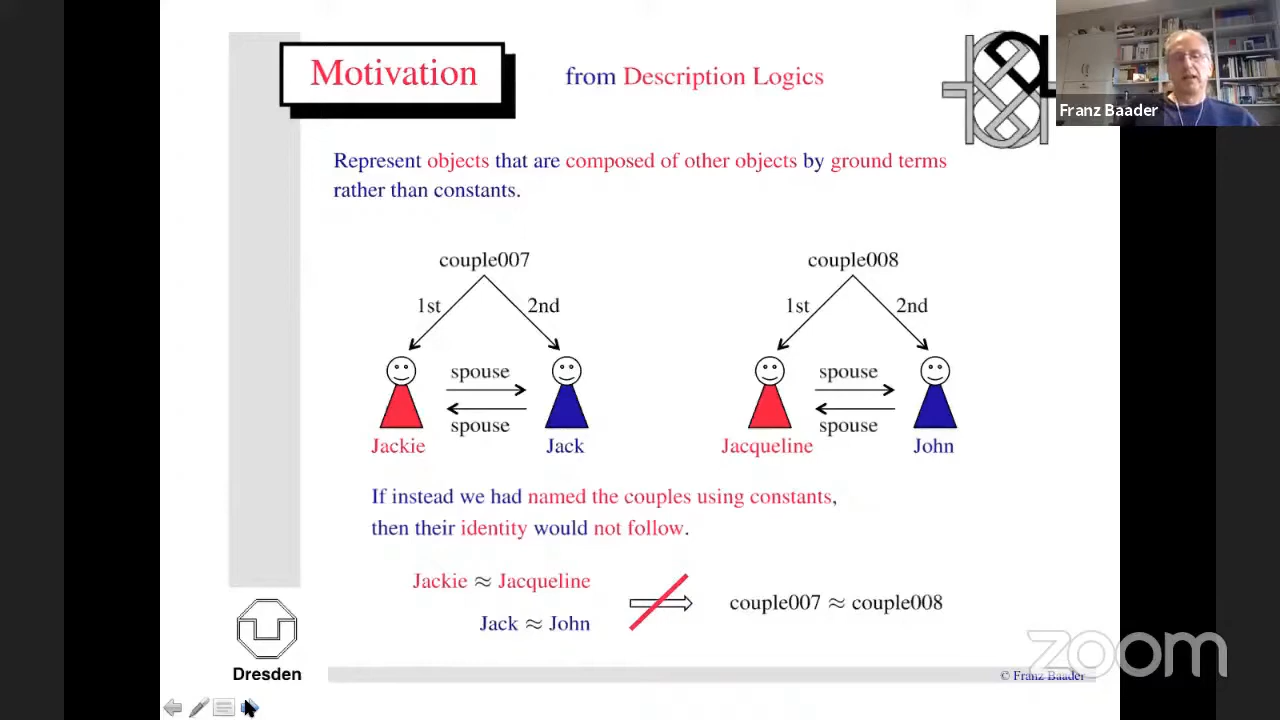 Motivation
from Description Logics
Franz Baader
Represent objects that are composed of other objects by ground terms
rather than constants.
couple007
couple008
1st
2nd
1st
2nd
spouse
spouse
spouse
spouse
Jackie
Jack
Jacqueline
John
If instead we had named the couples using constants,
then their identity would not follow.
Jackie ≈ Jacqueline
Jack ≈ John
couple007 ≈ couple008
zoom
Dresden
© Franz Baader